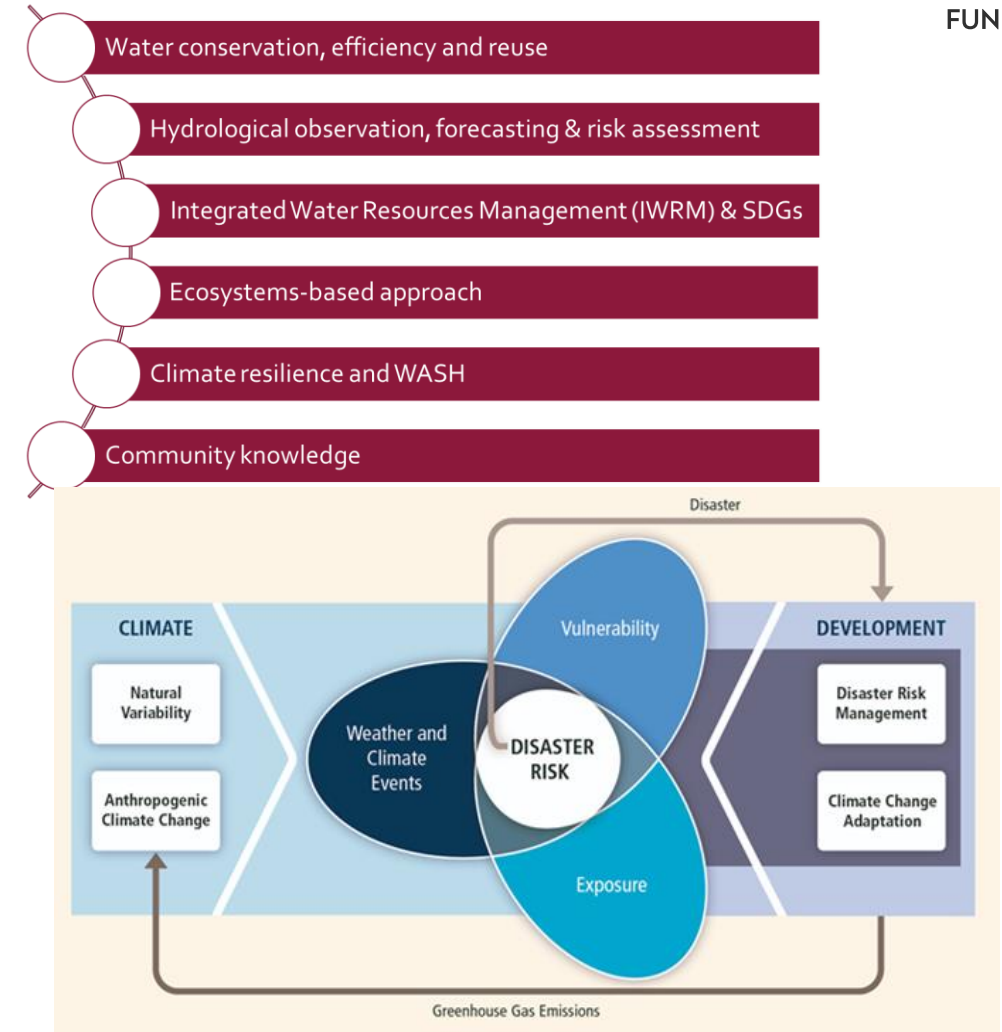 FUN
Water conservation, efficiency and reuse
Hydrological observation, forecasting & risk assessment
Integrated Water Resources Management (IWRM) & SDGs
Ecosystems-based approach
Climate resilience and WASH
Community knowledge
Disaster
CLIMATE
Natural
Variability
Anthropogenic
Climate Change
Weather and
Climate
Events
Vulnerability
DISASTER
RISK
Exposure
DEVELOPMENT
Disaster Risk
Management
Climate Change
Adaptation
Greenhouse Gas Emissions